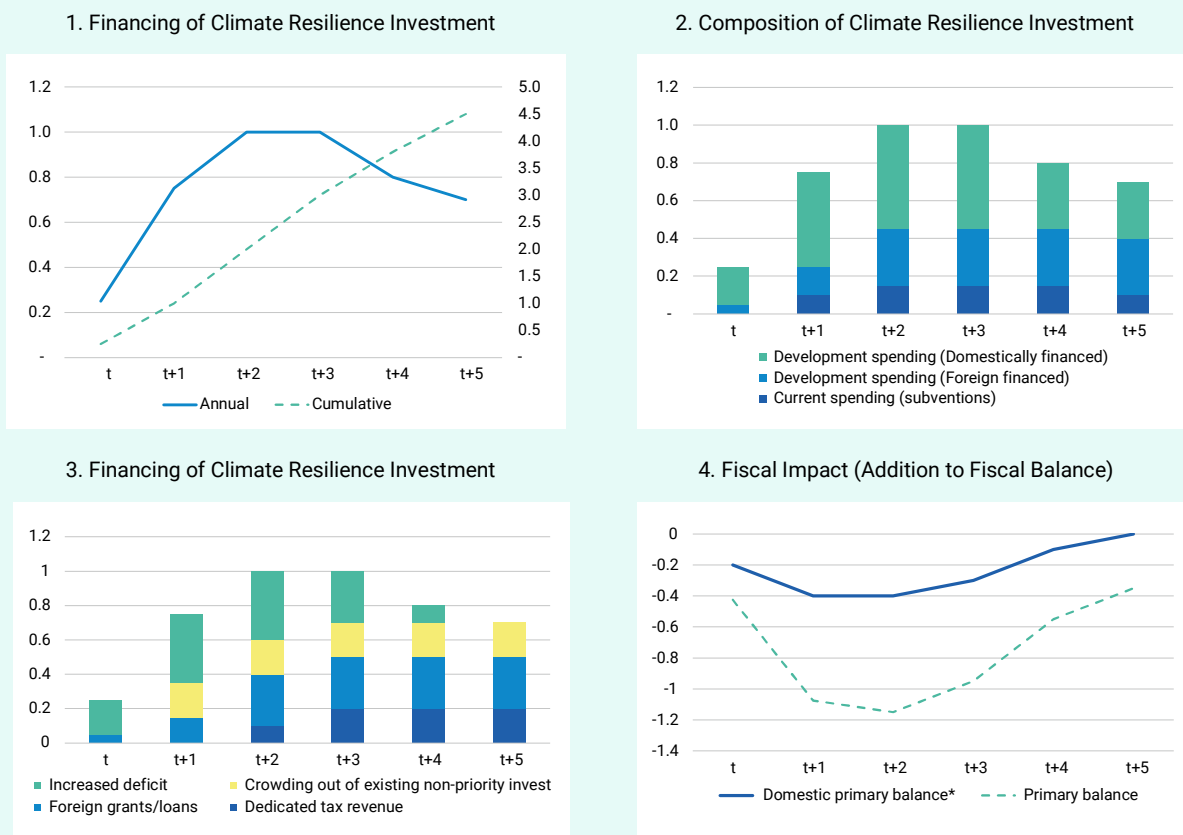 1. Financing of Climate Resilience Investment
1.2
1.0
0.8
0.6
0.4
0.2
-
5.0
4.5
4.0
3.5
3.0
2.5
2.0
1.5
1.0
0.5
-
t t+1 t+2 t+3 t+4 t+5
Annual Cumulative
2. Composition of Climate Resilience Investment
1.2
1.0
0.8
0.6
0.4
0.2
-
t t+1 t+2 t+3 t+4 t+5
Development spending (Domestically financed)
Development spending (Foreign financed)
Current spending (subventions)
3. Financing of Climate Resilience Investment
1.2
1
0.8
0.6
0.4
0.2
0
t t+1 t+2 t+3 t+4 t+5
Increased deficit Crowding out of existing non-priority invest
Foreign grants/loans Dedicated tax revenue
4. Fiscal Impact (Addition to Fiscal Balance)
0
-0.2
-0.4
-0.6
-0.8
-1
-1.2
-1.4
t t+1 t+2 t+3 t+4 t+5
Domestic primary balance* Primary balance